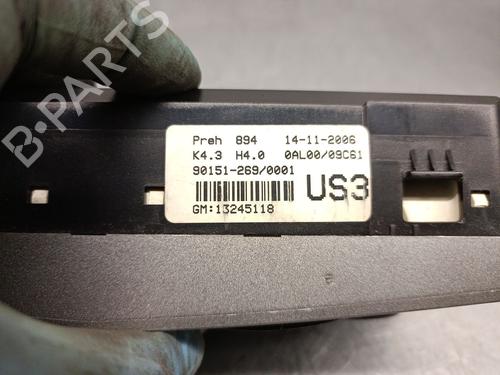 B-PARTS
Preh 894 14-11-2006
K4.3 H4.0 0AL00/09C61
90151-269/0001
US3
GM:13245118